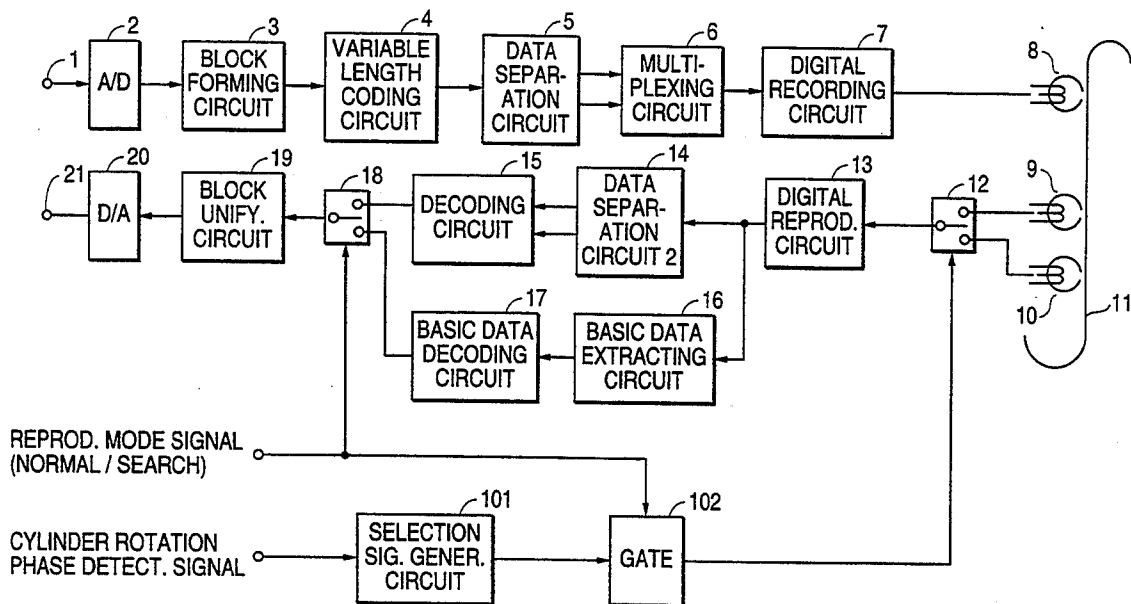 1
2
A/D
3
BLOCK
FORMING
CIRCUIT
4
VARIABLE
LENGTH
CODING
CIRCUIT
5
DATA
SEPAR-
ATION
CIRCUIT
6
MULTI-
PLEXING
CIRCUIT
7
DIGITAL
RECORDING
CIRCUIT
8
21
20
D/A
19
BLOCK
UNIFY.
CIRCUIT
18
15
DECODING
CIRCUIT
14
DATA
SEPAR-
ATION
CIRCUIT 2
13
DIGITAL
REPROD.
CIRCUIT
12
9
10
11
17
BASIC DATA
DECODING
CIRCUIT
16
BASIC DATA
EXTRACTING
CIRCUIT
REPROD. MODE SIGNAL
(NORMAL / SEARCH)
CYLINDER ROTATION
PHASE DETECT. SIGNAL
101
SELECTION
SIG. GENER.
CIRCUIT
102
GATE